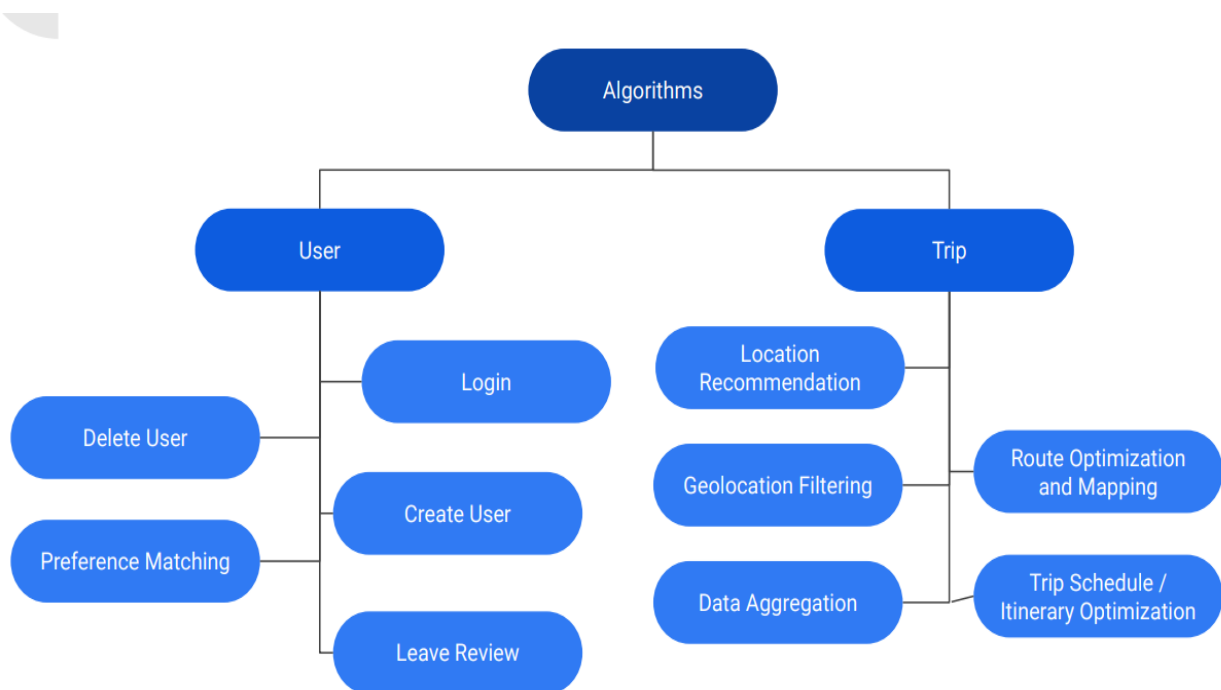 Algorithms
User
Trip
Location
Recommendation
Login
Delete User
Route Optimization
and Mapping
Geolocation Filtering
Create User
Preference Matching
Trip Schedule /
Itinerary Optimization
Data Aggregation
Leave Review